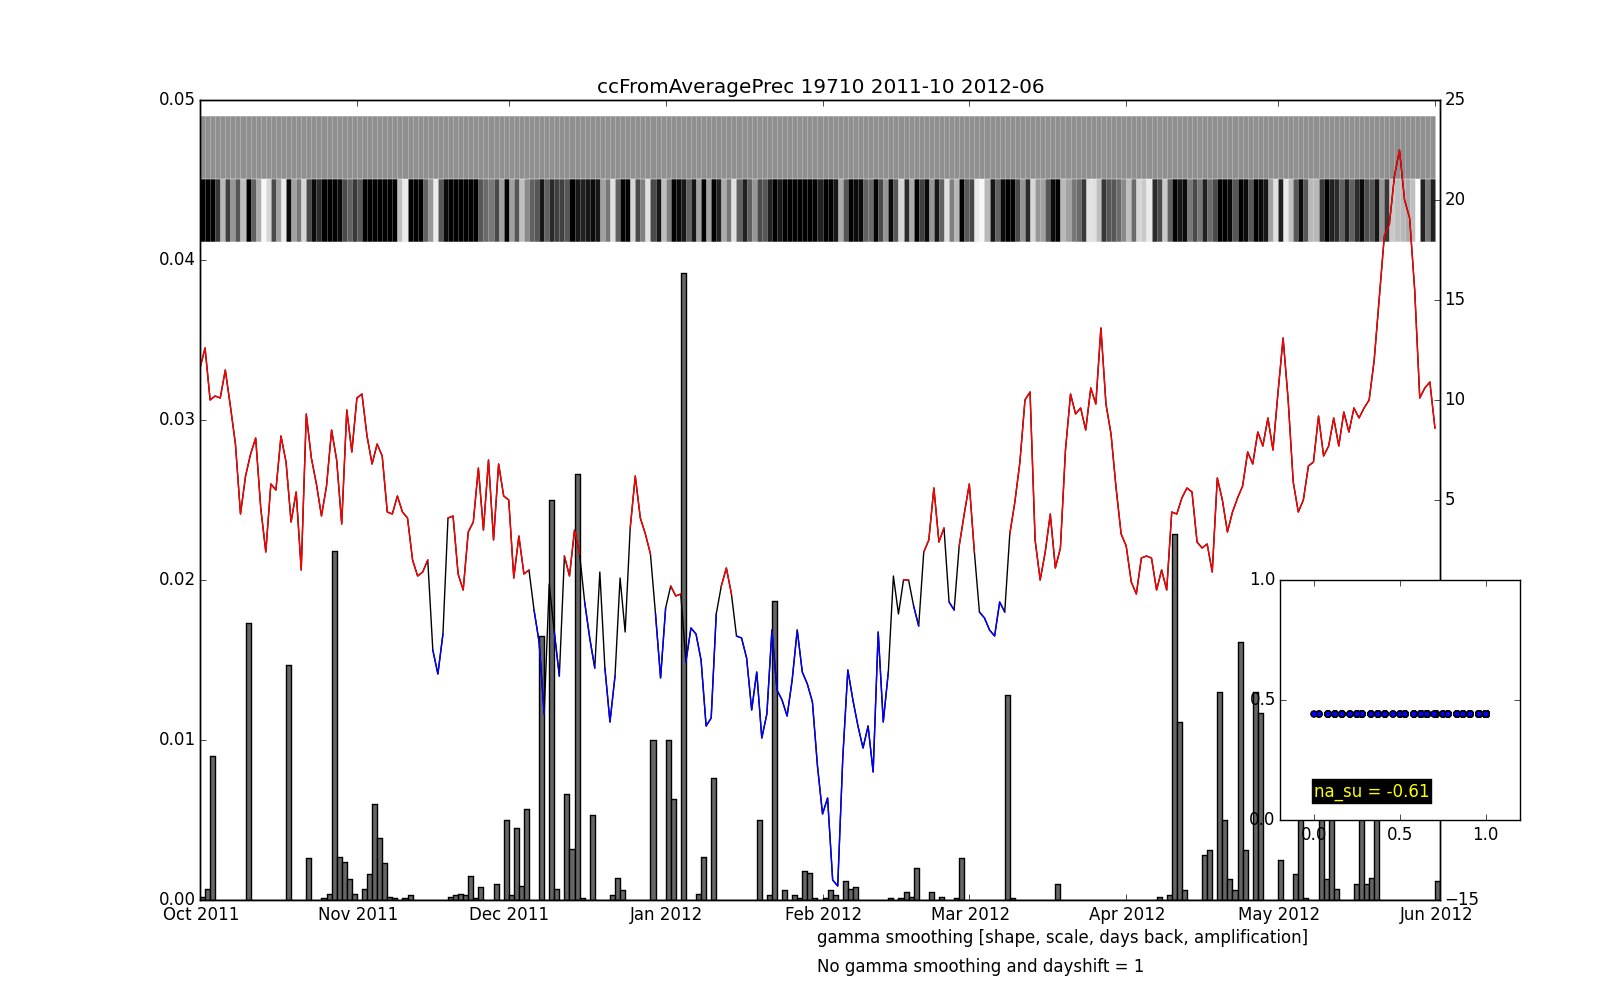 ccFromAveragePrec 19710 2011-10 2012-06
0.05
0.04
0.03
0.02
0.01
0.00
25
20
15
10
5
−15
1.0
0.5
0.0
na_su = -0.61
0.0 0.5 1.0
Oct 2011 Nov 2011 Dec 2011 Jan 2012 Feb 2012 Mar 2012 Apr 2012 May 2012 Jun 2012
gamma smoothing [shape, scale, days back, amplification]
No gamma smoothing and dayshift = 1